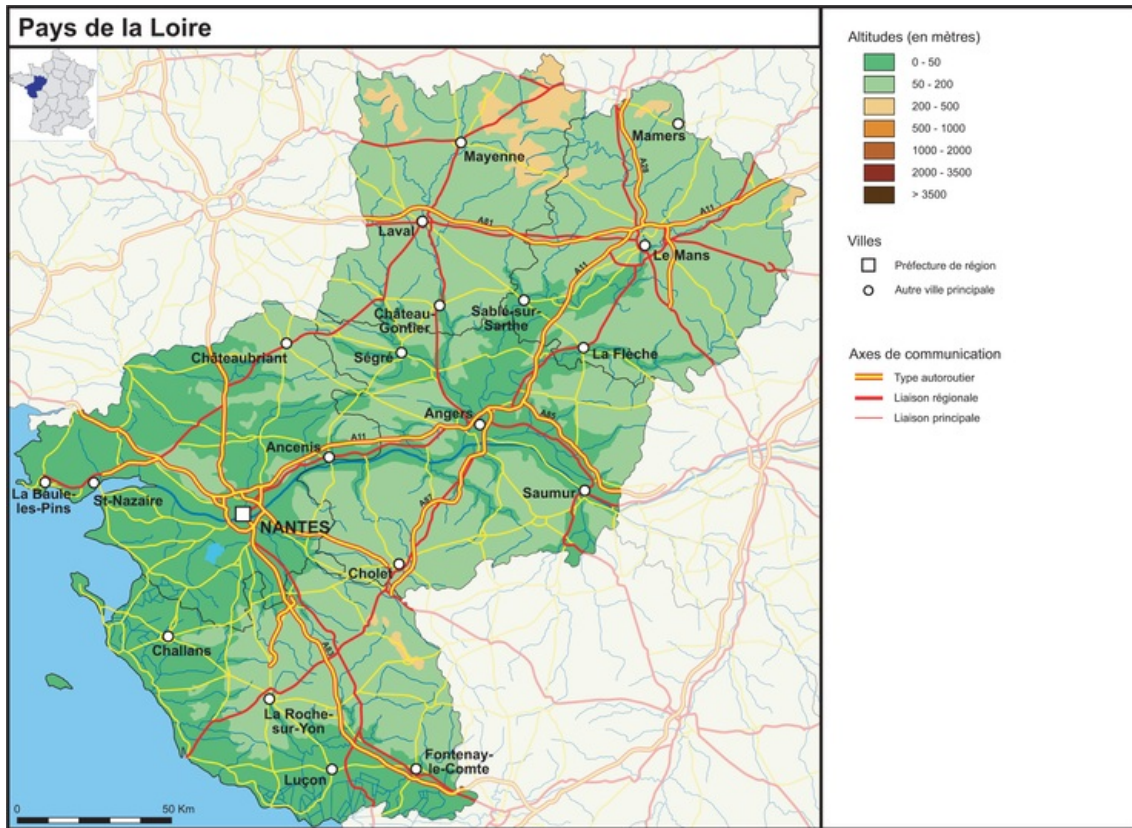 Pays de la Loire
Mamers
Mayenne
A28
A11
A81
Laval
Le Mans
A11
Château-
Gontier
Sablé-sur-
Sarthe
Châteaubriant
Ségré
La Flèche
Angers
A85
A11
Ancenis
La Baule-
les-Pins
St-Nazaire
Saumur
A87
NANTES
Cholet
Challans
A83
La Roche-
sur-Yon
Fontenay-
le-Comte
Luçon
0
50 Km
Altitudes (en mètres)
0 - 50
50 - 200
200 - 500
500 - 1000
1000 - 2000
2000 - 3500
> 3500
Villes
Préfecture de région
Autre ville principale
Axes de communication
Type autoroutier
Liaison régionale
Liaison principale